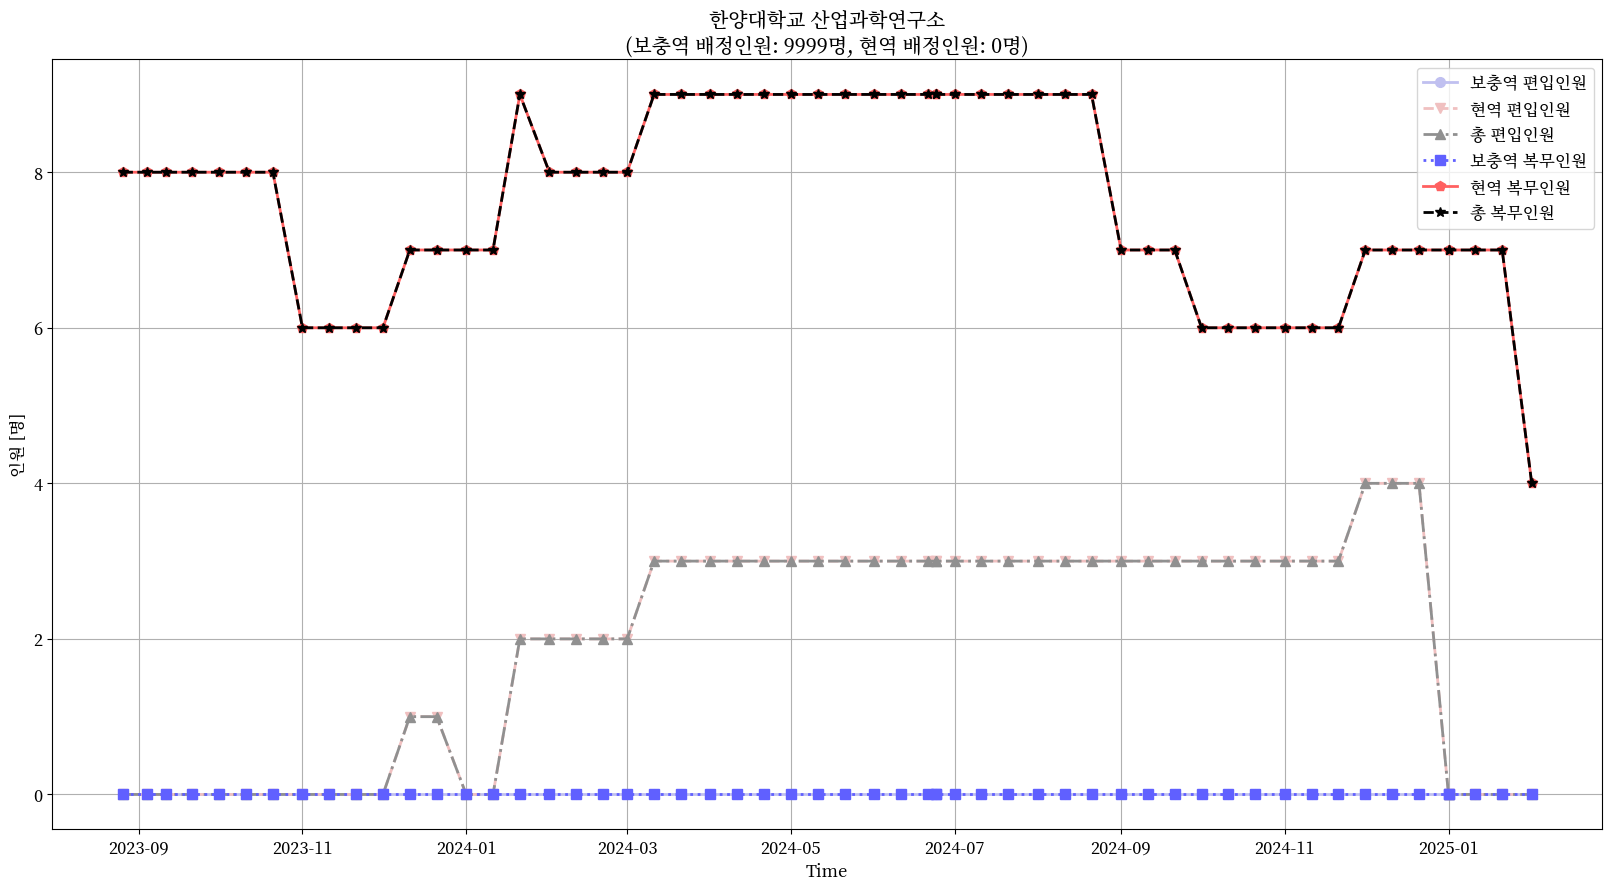 한양대학교 산업과학연구소
(보충역 배정인원: 9999명, 현역 배정인원: 0명)
보충역 편입인원
현역 편입인원
총 편입인원
보충역 복무인원
현역 복무인원
총 복무인원
인원 [명]
8
6
4
2
0
2023-09
2023-11
2024-01
2024-03
2024-05
2024-07
2024-09
2024-11
2025-01
Time